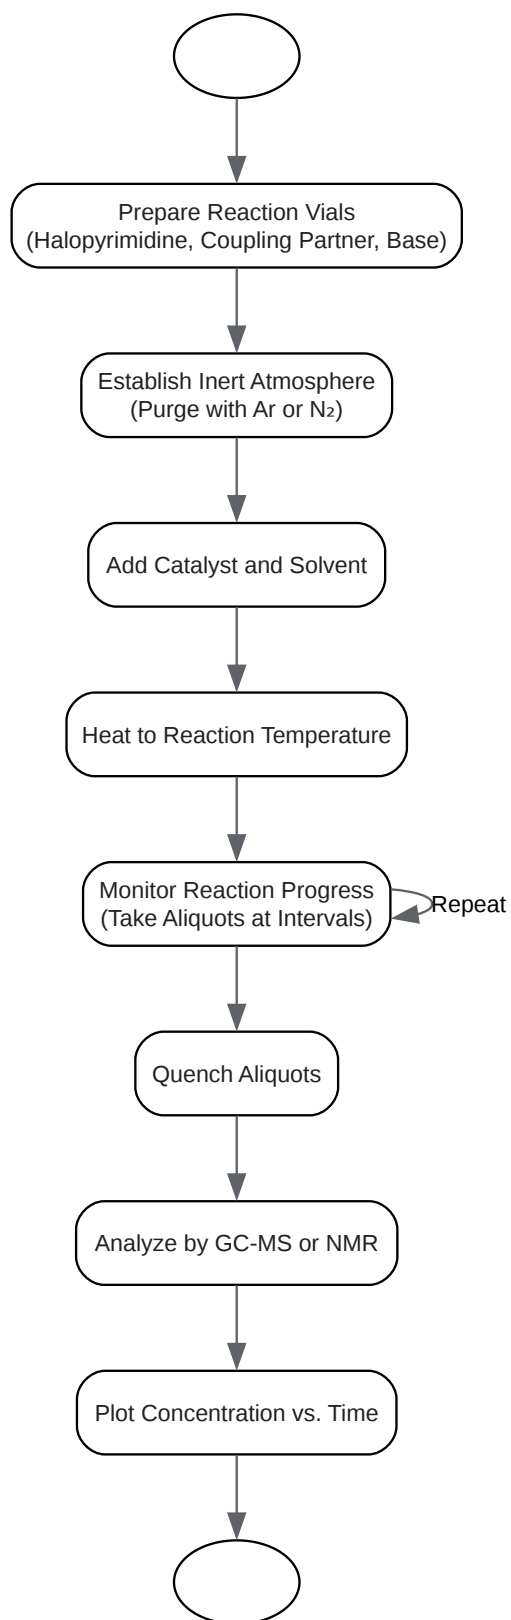 Prepare Reaction Vials
(Halopyrimidine, Coupling Partner, Base)
Establish Inert Atmosphere
(Purge with Ar or N₂)
Add Catalyst and Solvent
Heat to Reaction Temperature
Monitor Reaction Progress
(Take Aliquots at Intervals)
Repeat
Quench Aliquots
Analyze by GC-MS or NMR
Plot Concentration vs. Time